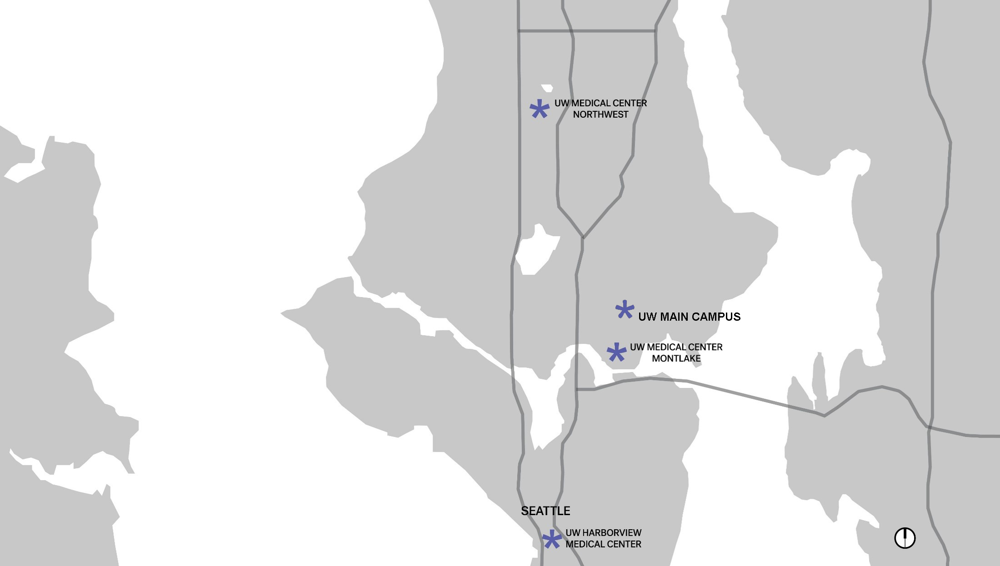 UW MEDICAL CENTER
NORTHWEST
UW MAIN CAMPUS
UW MEDICAL CENTER
MONTLAKE
SEATTLE
UW HARBORVIEW
MEDICAL CENTER